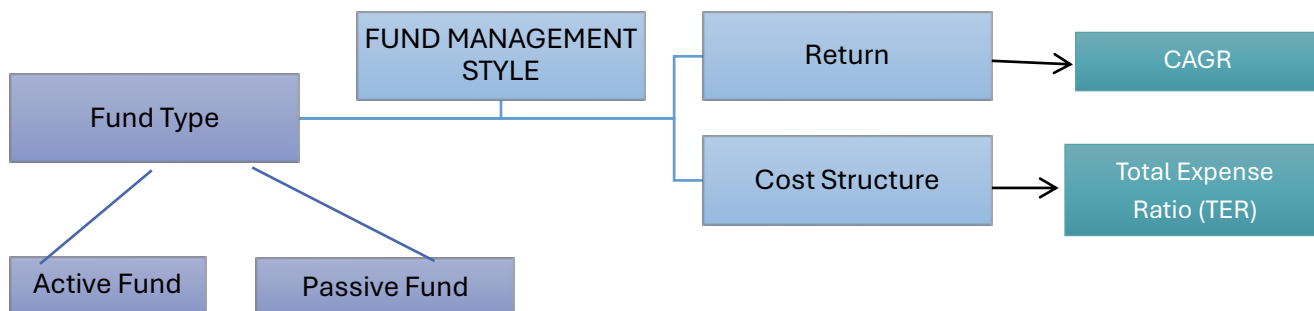 FUND MANAGEMENT
STYLE
Return
CAGR
Fund Type
Cost Structure
Total Expense
Ratio (TER)
Active Fund
Passive Fund